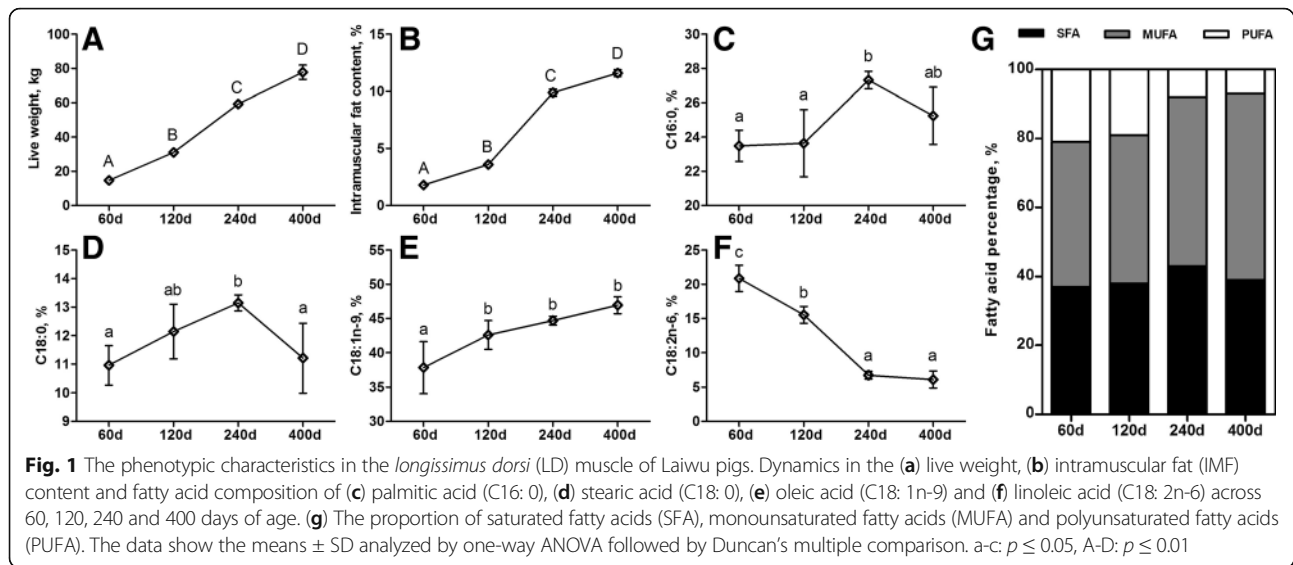 A
Live weight, kg
100
80
60
40
20
0
A
B
C
D
60d 120d 240d 400d
B
Intramuscular fat content, %
15
10
5
0
A
B
C
D
60d 120d 240d 400d
C
C16:0, %
30
28
26
24
22
20
a
a
b
ab
60d 120d 240d 400d
G
SFA MUFA PUFA
Fatty acid percentage, %
100
80
60
40
20
0
60d 120d 240d 400d
D
C18:0, %
15
14
13
12
11
10
9
a
ab
b
a
60d 120d 240d 400d
E
C18:1n-9, %
55
50
45
40
35
30
a
b
b
b
60d 120d 240d 400d
F
C18:2n-6, %
25
20
15
10
5
0
c
b
a
a
60d 120d 240d 400d
Fig. 1 The phenotypic characteristics in the longissimus dorsi (LD) muscle of Laiwu pigs. Dynamics in the (a) live weight, (b) intramuscular fat (IMF)
content and fatty acid composition of (c) palmitic acid (C16: 0), (d) stearic acid (C18: 0), (e) oleic acid (C18: 1n-9) and (f) linoleic acid (C18: 2n-6) across
60, 120, 240 and 400 days of age. (g) The proportion of saturated fatty acids (SFA), monounsaturated fatty acids (MUFA) and polyunsaturated fatty acids
(PUFA). The data show the means ± SD analyzed by one-way ANOVA followed by Duncan's multiple comparison. a-c: p ≤ 0.05, A-D: p ≤ 0.01